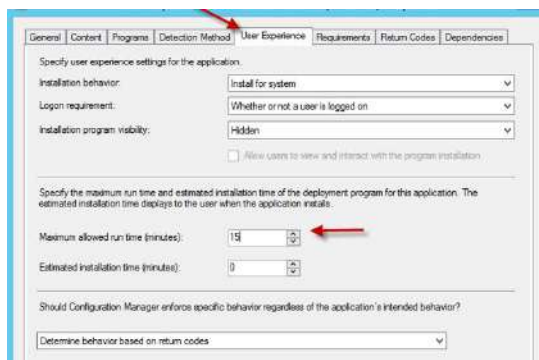 General Content Programs Detection Method User Experience Requirements Return Codes Dependencies
Specify user experience settings for the application.
Installation behavior: Install for system
Logon requirement: Whether or not a user is logged on
Installation program visibility: Hidden
Allow users to view and interact with the program installation
Specify the maximum run time and estimated installation time of the deployment program for this application. The
estimated installation time displays to the user when the application installs.
Maximum allowed run time (minutes): 15
Estimated installation time (minutes): 0
Should Configuration Manager enforce specific behavior regardless of the application's intended behavior?
Determine behavior based on return codes